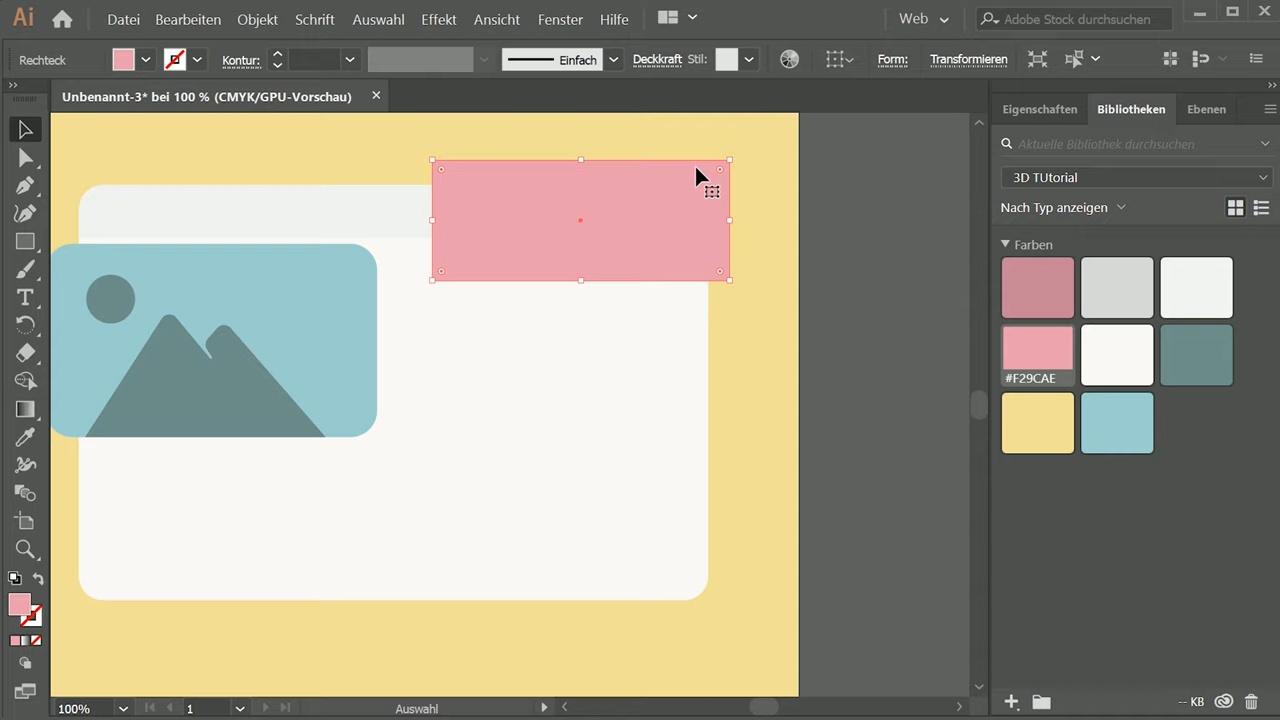 Ai Datei Bearbeiten Objekt Schrift Auswahl Effekt Ansicht Fenster Hilfe Web Adobe Stock durchsuchen
Rechteck Kontur: Einfach Deckkraft Stil: Form: Transformieren
Unbenannt-3* bei 100 % (CMYK/GPU-Vorschau)
Eigenschaften Bibliotheken Ebenen
Aktuelle Bibliothek durchsuchen
3D TUtorial
Nach Typ anzeigen
Farben
#F29CAE
100% 1 Auswahl -- KB